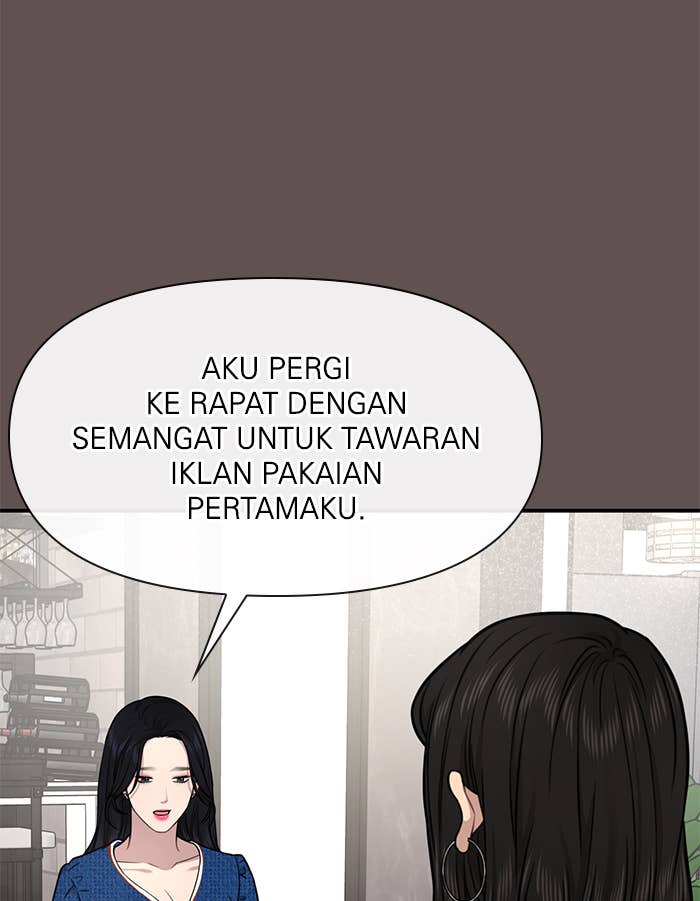 AKU PERGI
KE RAPAT DENGAN
SEMANGAT UNTUK TAWARAN
IKLAN PAKAIAN
PERTAMAKU.